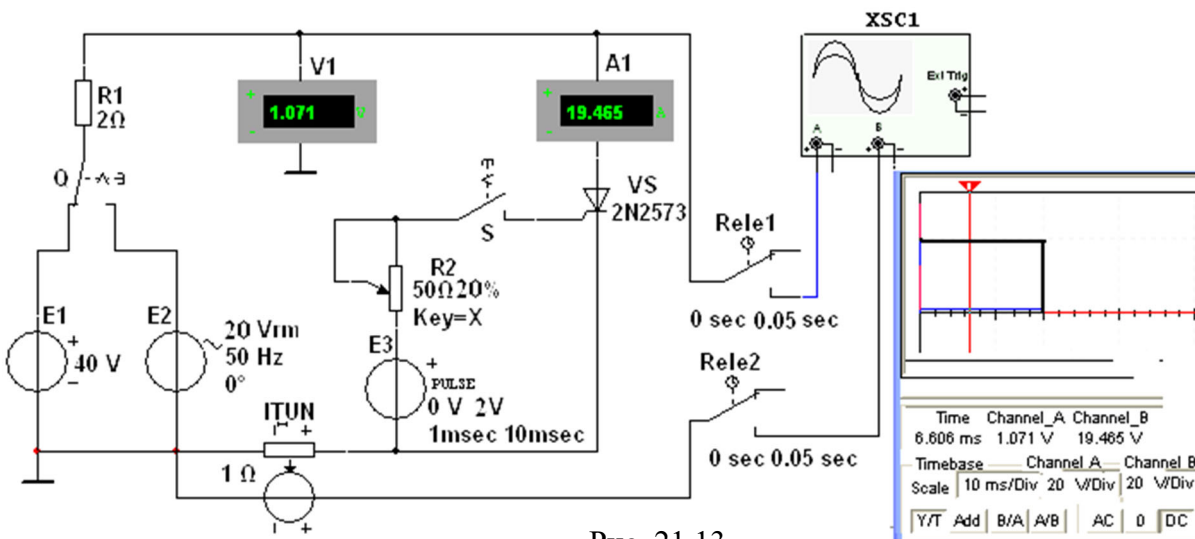 XSC1
Ext Trig
A B
V1
1.071 V
A1
19.465 A
R1
2Ω
Q
VS
2N2573
S
R2
50Ω20%
Key=X
Rele1
0 sec 0.05 sec
E1
40 V
E2
20 Vrm
50 Hz
0°
E3
PULSE
0 V 2V
1msec 10msec
Rele2
0 sec 0.05 sec
ITUN
1 Ω
Time Channel_A Channel_B
6.606 ms 1.071 V 19.465 V
Timebase Channel A Channel B
Scale 10 ms/Div 20 V/Div 20 V/Div
Y/T Add B/A A/B AC 0 DC